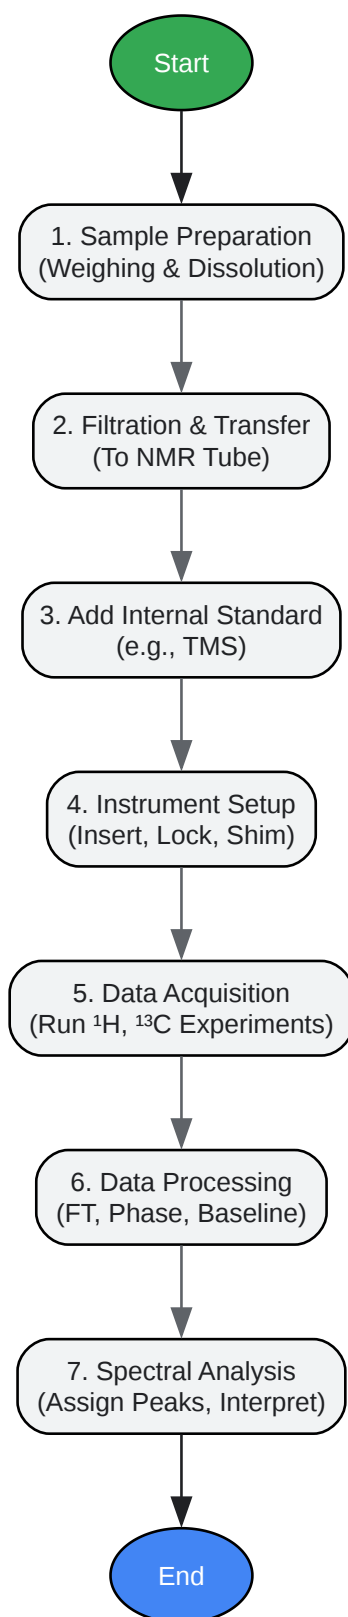 Start
1. Sample Preparation
(Weighing & Dissolution)
2. Filtration & Transfer
(To NMR Tube)
3. Add Internal Standard
(e.g., TMS)
4. Instrument Setup
(Insert, Lock, Shim)
5. Data Acquisition
(Run ¹H, ¹³C Experiments)
6. Data Processing
(FT, Phase, Baseline)
7. Spectral Analysis
(Assign Peaks, Interpret)
End